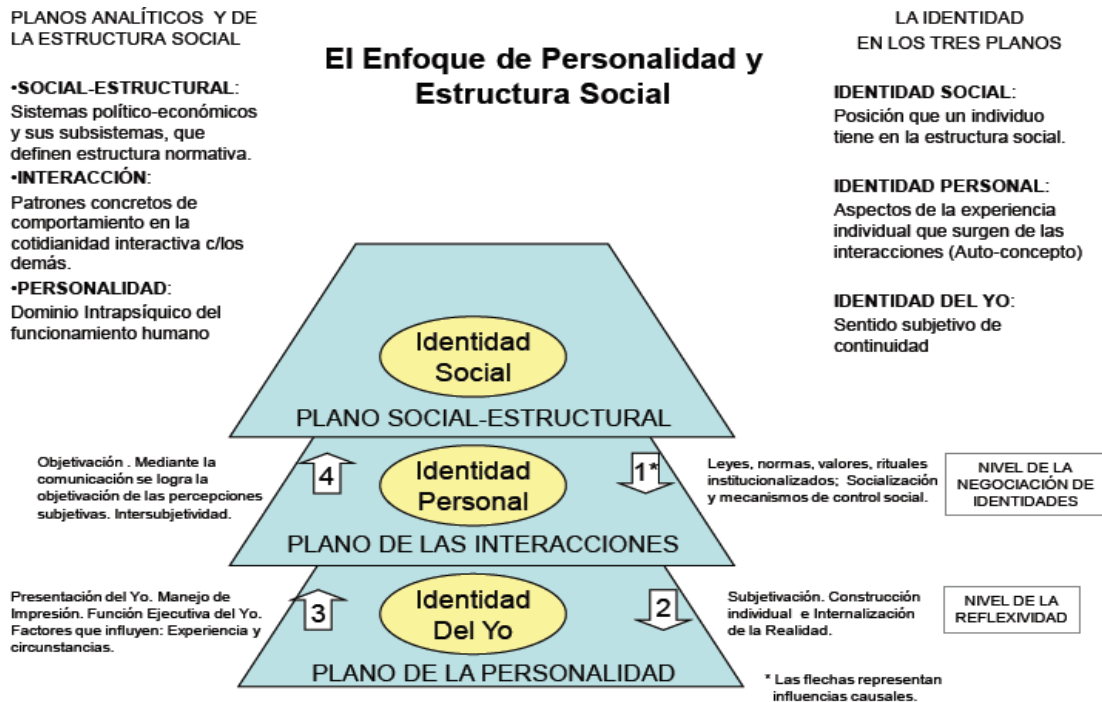 PLANOS ANALÍTICOS Y DE
LA ESTRUCTURA SOCIAL
•SOCIAL-ESTRUCTURAL:
Sistemas político-económicos
y sus subsistemas, que
definen estructura normativa.
•INTERACCIÓN:
Patrones concretos de
comportamiento en la
cotidianidad interactiva c/los
demás.
•PERSONALIDAD:
Dominio Intrapsíquico del
funcionamiento humano
El Enfoque de Personalidad y
Estructura Social
LA IDENTIDAD
EN LOS TRES PLANOS
IDENTIDAD SOCIAL:
Posición que un individuo
tiene en la estructura social.
IDENTIDAD PERSONAL:
Aspectos de la experiencia
individual que surgen de las
interacciones (Auto-concepto)
IDENTIDAD DEL YO:
Sentido subjetivo de
continuidad
Identidad
Social
PLANO SOCIAL-ESTRUCTURAL
Objetivación . Mediante la
comunicación se logra la
objetivación de las percepciones
subjetivas. Intersubjetividad.
4
Identidad
Personal
1*
PLANO DE LAS INTERACCIONES
Leyes, normas, valores, rituales
institucionalizados; Socialización
y mecanismos de control social.
NIVEL DE LA
NEGOCIACIÓN DE
IDENTIDADES
Presentación del Yo. Manejo de
Impresión. Función Ejecutiva del Yo.
Factores que influyen: Experiencia y
circunstancias.
3
Identidad
Del Yo
2
PLANO DE LA PERSONALIDAD
Subjetivación. Construcción
individual e Internalización
de la Realidad.
NIVEL DE LA
REFLEXIVIDAD
* Las flechas representan
influencias causales.